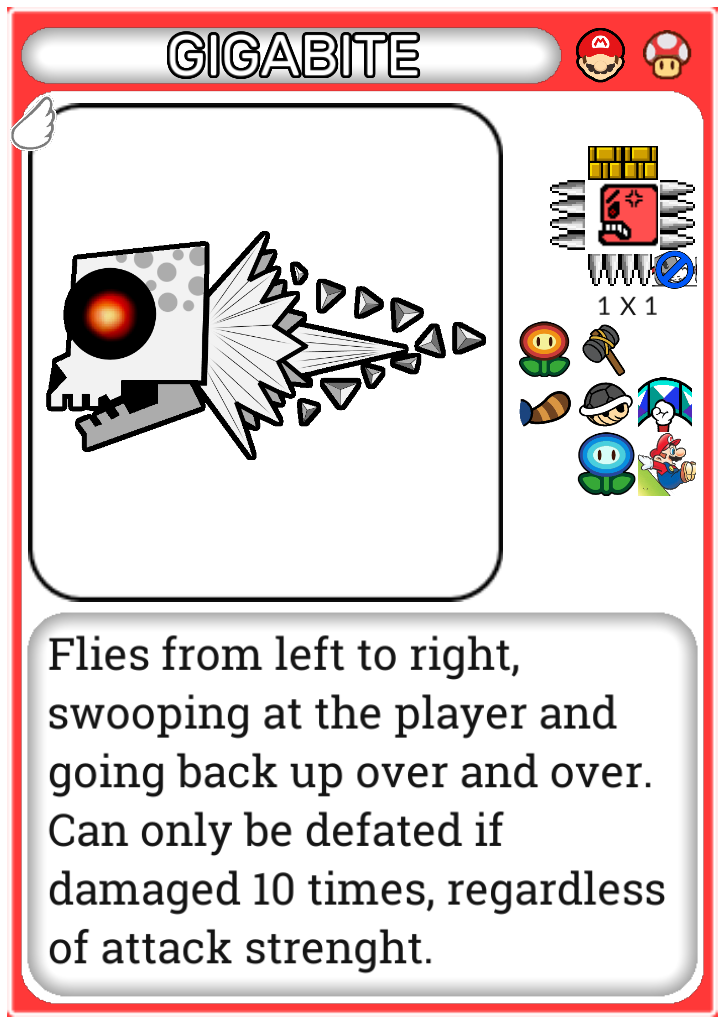 GIGABITE
1 X 1
Flies from left to right,
swooping at the player and
going back up over and over.
Can only be defated if
damaged 10 times, regardless
of attack strenght.